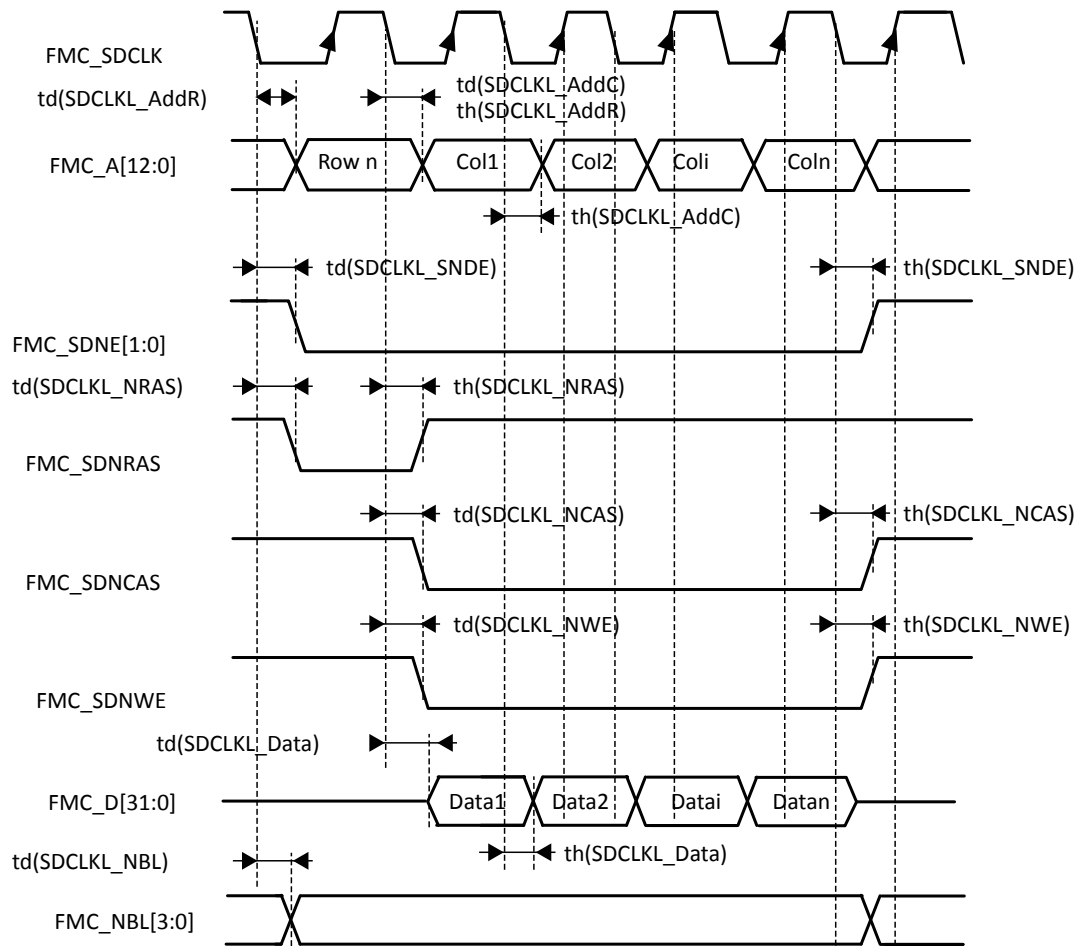 FMC_SDCLK
td(SDCLKL_AddR)
td(SDCLKL_AddC)
th(SDCLKL_AddR)
FMC_A[12:0]
Row n
Col1
Col2
Coli
Coln
th(SDCLKL_AddC)
td(SDCLKL_SNDE)
th(SDCLKL_SNDE)
FMC_SDNE[1:0]
td(SDCLKL_NRAS)
th(SDCLKL_NRAS)
FMC_SDNRAS
td(SDCLKL_NCAS)
th(SDCLKL_NCAS)
FMC_SDNCAS
td(SDCLKL_NWE)
th(SDCLKL_NWE)
FMC_SDNWE
td(SDCLKL_Data)
FMC_D[31:0]
Data1
Data2
Datai
Datan
td(SDCLKL_NBL)
th(SDCLKL_Data)
FMC_NBL[3:0]